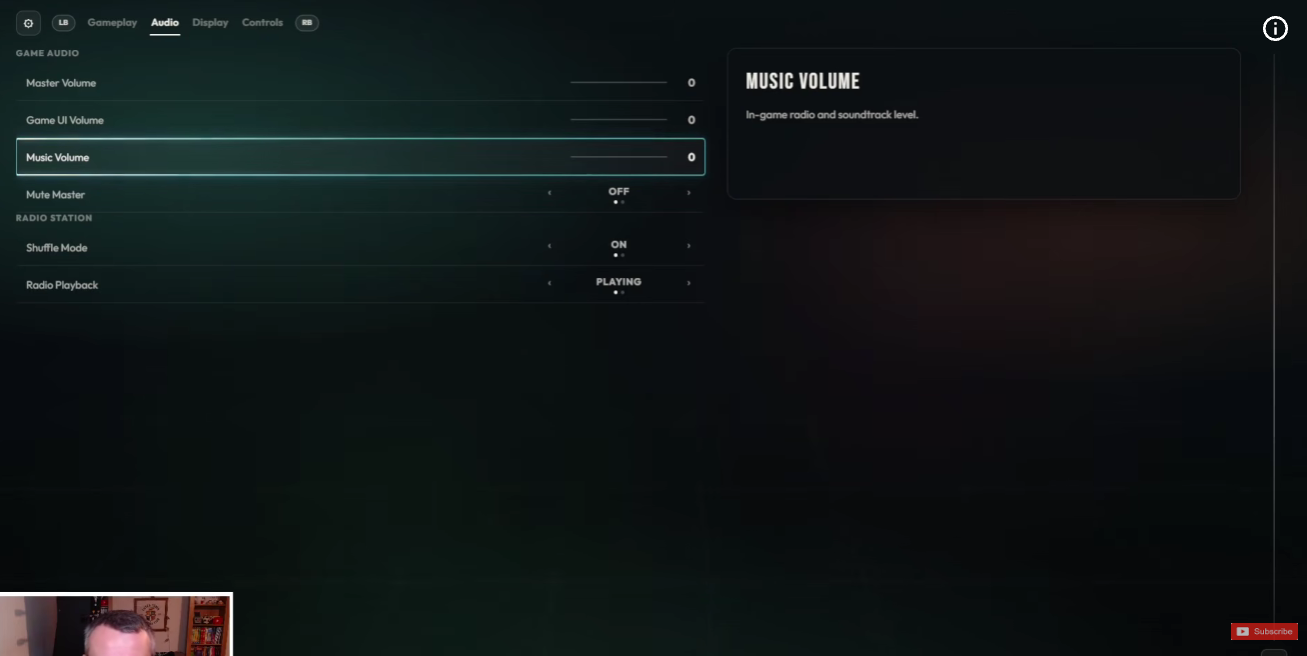 LB Gameplay Audio Display Controls RB
GAME AUDIO
Master Volume 0
Game UI Volume 0
Music Volume 0
Mute Master ‹ OFF ›
RADIO STATION
Shuffle Mode ‹ ON ›
Radio Playback ‹ PLAYING ›
MUSIC VOLUME
In-game radio and soundtrack level.
Subscribe